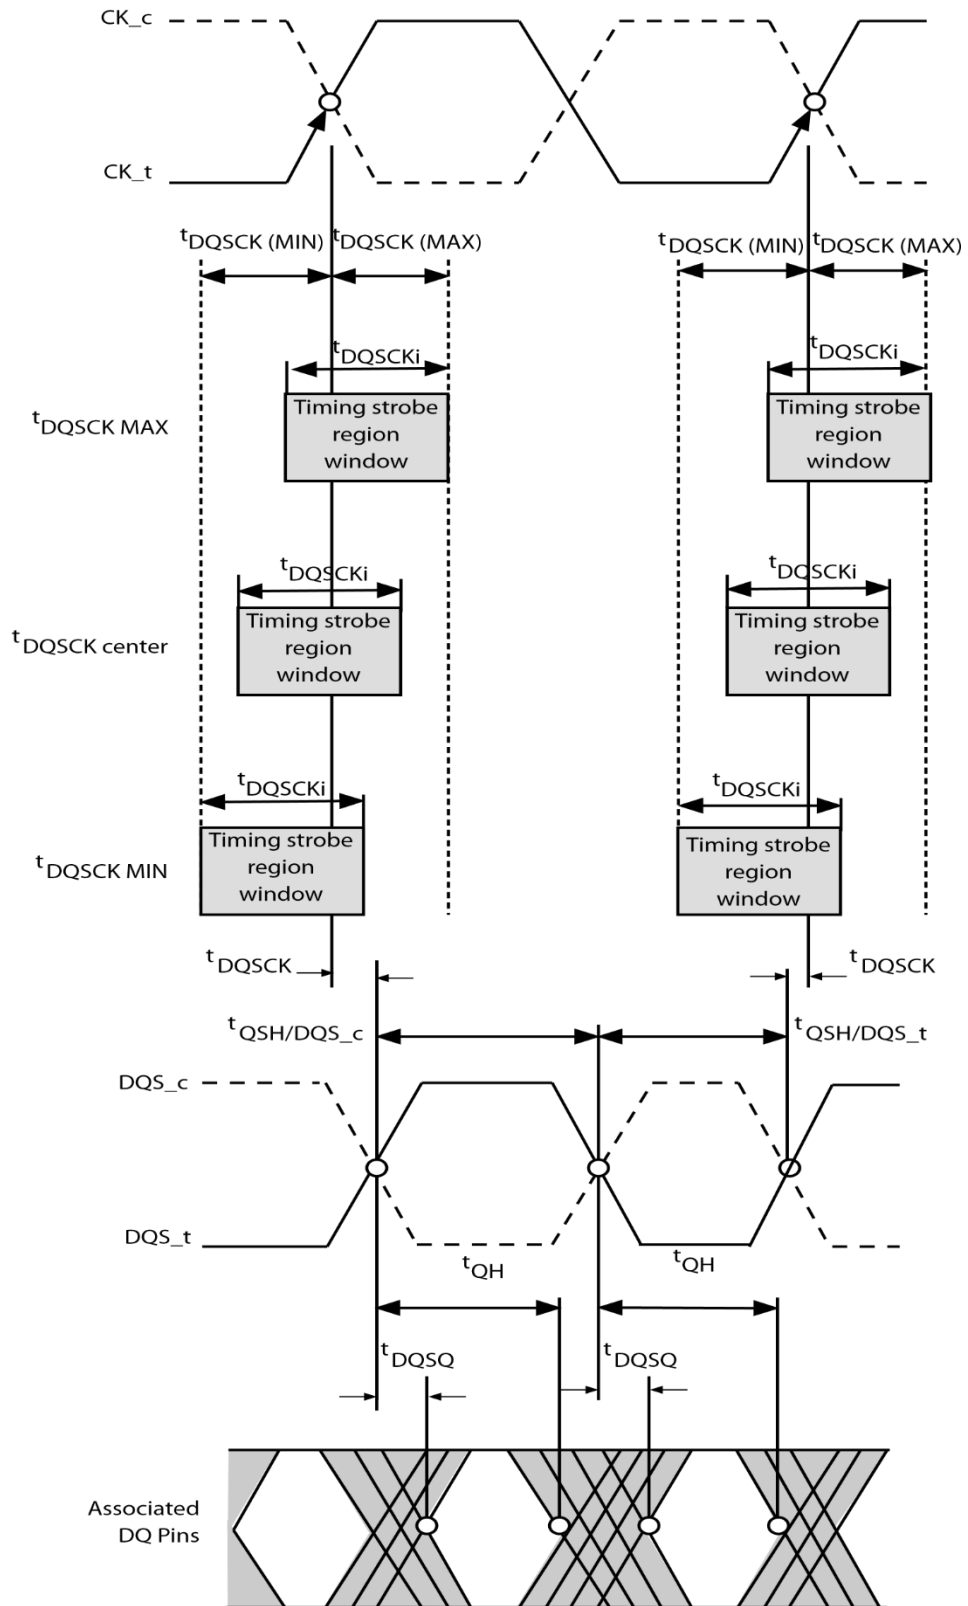 CK_c
CK_t
tDQSCK (MIN) tDQSCK (MAX)
tDQSCK (MIN) tDQSCK (MAX)
tDQSCKi
tDQSCKi
tDQSCK MAX
Timing strobe
region
window
Timing strobe
region
window
tDQSCKi
tDQSCKi
tDQSCK center
Timing strobe
region
window
Timing strobe
region
window
tDQSCKi
tDQSCKi
tDQSCK MIN
Timing strobe
region
window
Timing strobe
region
window
tDQSCK
tDQSCK
tQSH/DQS_c
tQSH/DQS_t
DQS_c
DQS_t
tQH
tQH
tDQSQ
tDQSQ
Associated
DQ Pins